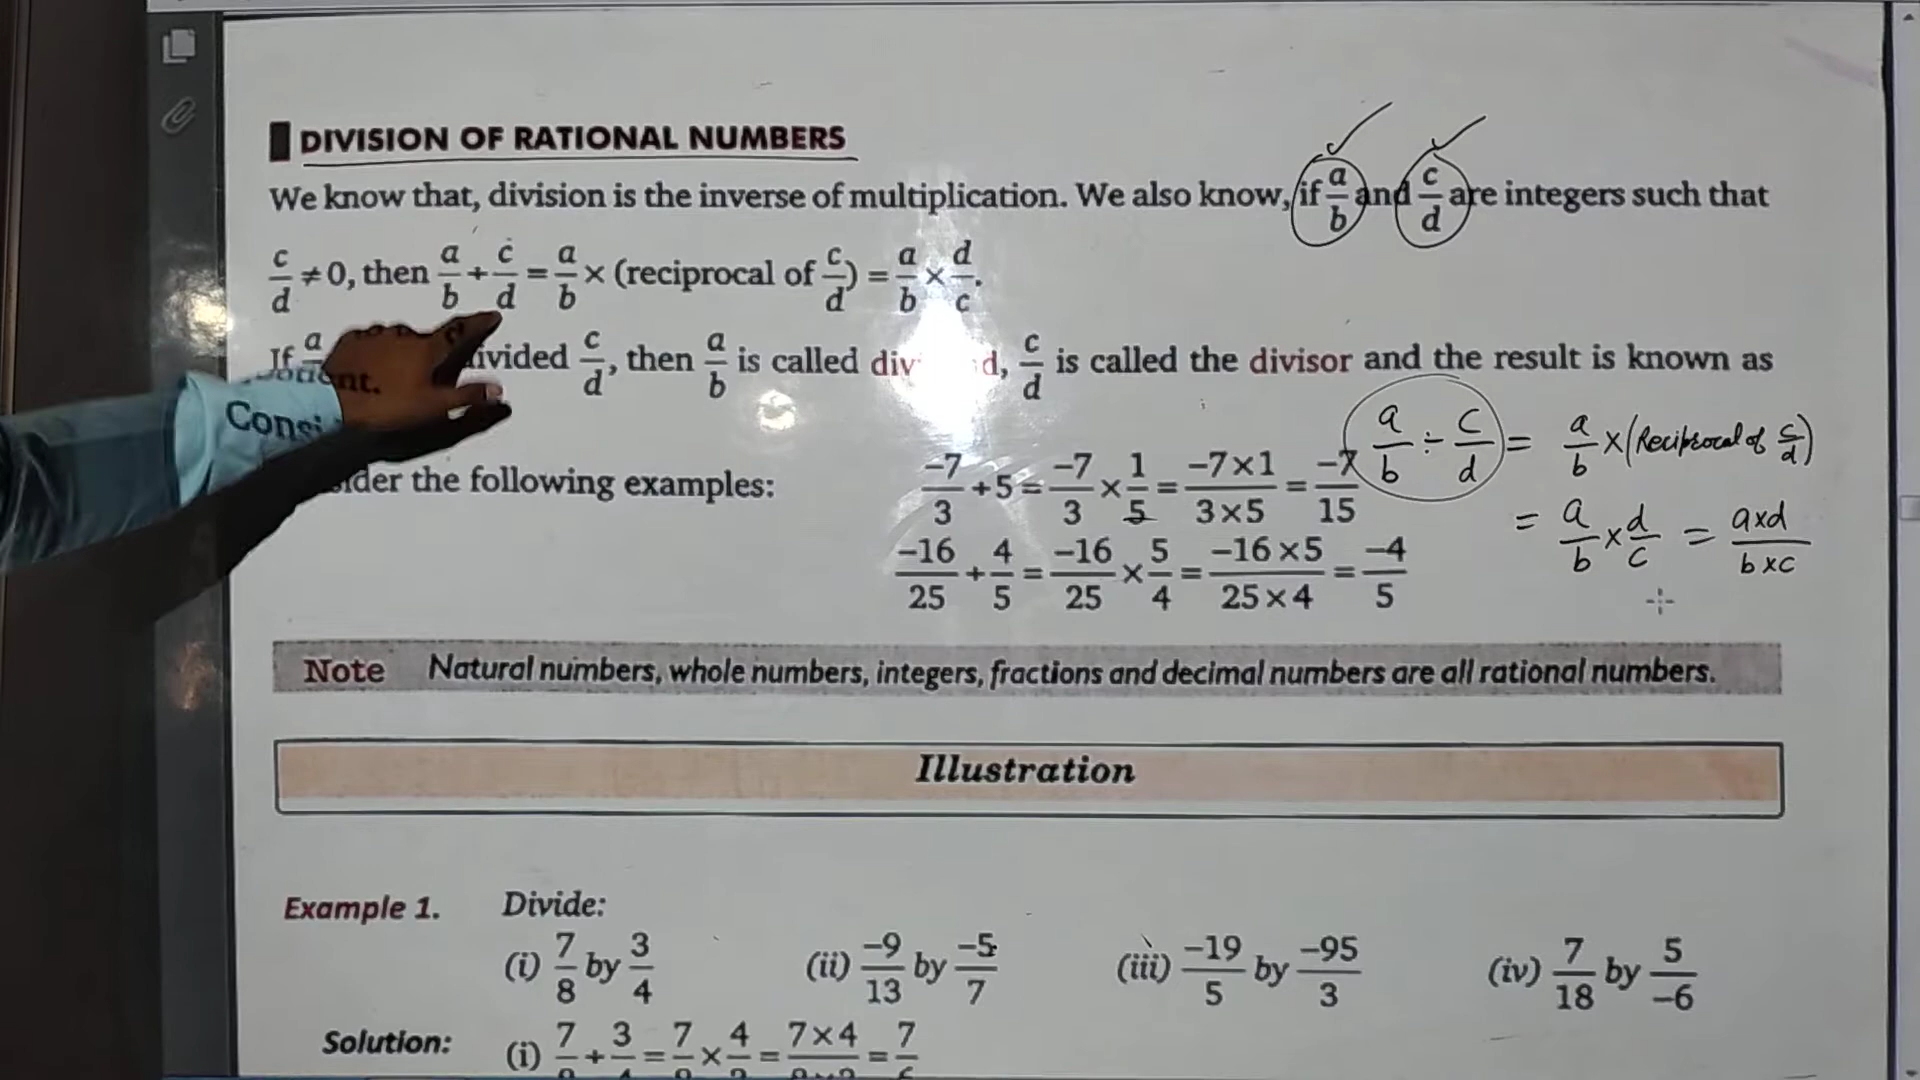 DIVISION OF RATIONAL NUMBERS
We know that, division is the inverse of multiplication. We also know, if a/b and c/d are integers such that
c/d ≠ 0, then a/b + c/d = a/b × (reciprocal of c/d) = a/b × d/c.
If a ivided c/d, then a/b is called div d, c/d is called the divisor and the result is known as
nt.
Consi
der the following examples:
-7/3 + 5 = -7/3 × 1/5 = -7×1/3×5 = -7/15
-16/25 + 4/5 = -16/25 × 5/4 = -16×5/25×4 = -4/5
a/b ÷ c/d = a/b × (Reciprocal of c/d)
= a/b × d/c = a×d/b×c
Note Natural numbers, whole numbers, integers, fractions and decimal numbers are all rational numbers.
Illustration
Example 1. Divide:
(i) 7/8 by 3/4 (ii) -9/13 by -5/7 (iii) -19/5 by -95/3 (iv) 7/18 by 5/-6
Solution: (i) 7/8 + 3/4 = 7/8 × 4/3 = 7×4/8×3 = 7/6